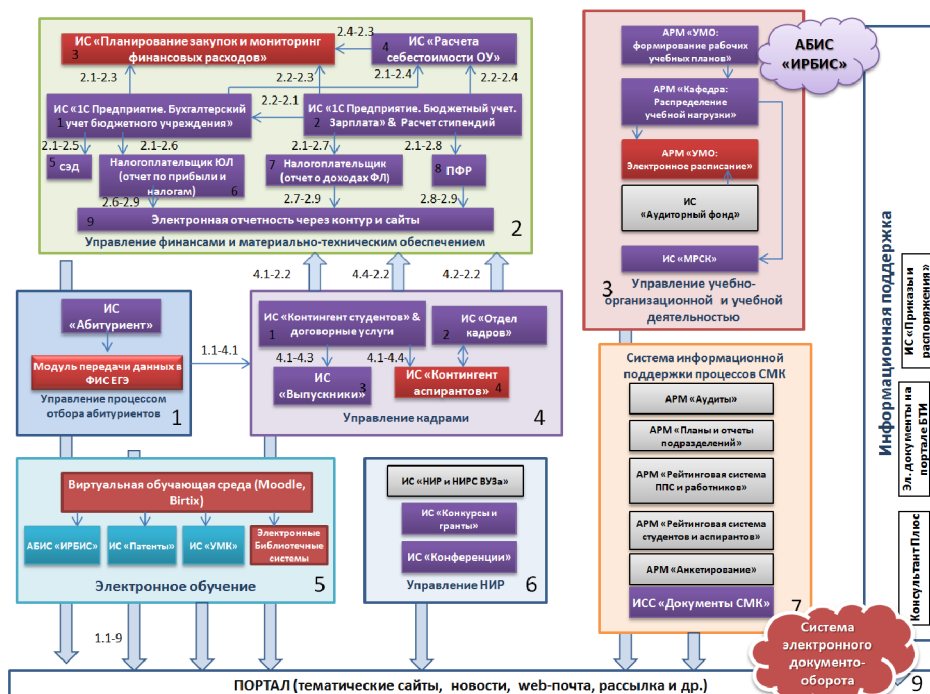 2.4-2.3
ИС «Планирование закупок и мониторинг
финансовых расходов»
3
4
ИС «Расчета
себестоимости ОУ»
2.1-2.3
2.2-2.3
2.1-2.4
2.2-2.4
2.2-2.1
ИС «1С Предприятие. Бухгалтерский
учет бюджетного учреждения»
1
ИС «1С Предприятие. Бюджетный учет.
Зарплата» & Расчет стипендий
2
2.1-2.5
2.1-2.6
2.1-2.7
2.1-2.8
5
СЭД
Налогоплательщик ЮЛ
(отчет по прибыли и
налогам)
6
7
Налогоплательщик
(отчет о доходах ФЛ)
8
ПФР
2.6-2.9
2.7-2.9
2.8-2.9
9
Электронная отчетность через контур и сайты
2
Управление финансами и материально-техническим обеспечением
АРМ «УМО:
формирование рабочих
учебных планов»
АБИС
«ИРБИС»
АРМ «Кафедра:
Распределение
учебной нагрузки»
АРМ «УМО:
Электронное расписание»
ИС
«Аудиторный фонд»
ИС «МРСК»
3
Управление учебно-
организационной и учебной
деятельностью
4.1-2.2
4.4-2.2
4.2-2.2
ИС
«Абитуриент»
Модуль передачи данных в
ФИС ЕГЭ
Управление процессом
отбора абитуриентов
1
1.1-4.1
ИС «Контингент студентов» &
договорные услуги
1
ИС «Отдел
кадров»
2
4.1-4.3
4.1-4.4
ИС
«Выпускники»
3
ИС «Контингент
аспирантов»
4
Управление кадрами
4
Система информационной
поддержки процессов СМК
АРМ «Аудиты»
АРМ «Планы и отчеты
подразделений»
АРМ «Рейтинговая система
ППС и работников»
АРМ «Рейтинговая система
студентов и аспирантов»
АРМ «Анкетирование»
ИСС «Документы СМК»
7
Информационная поддержка
ИС «Приказы и
распоряжения»
Эл. документы на
портале БТИ
КонсультантПлюс
Виртуальная обучающая среда (Moodle,
Birtix)
АБИС «ИРБИС»
ИС «Патенты»
ИС «УМК»
Электронные
Библиотечные
системы
Электронное обучение
5
ИС «НИР и НИРС ВУЗа»
ИС «Конкурсы и
гранты»
ИС «Конференции»
Управление НИР
6
1.1-9
Система
электронного
документо-
оборота
9
ПОРТАЛ (тематические сайты, новости, web-почта, рассылка и др.)